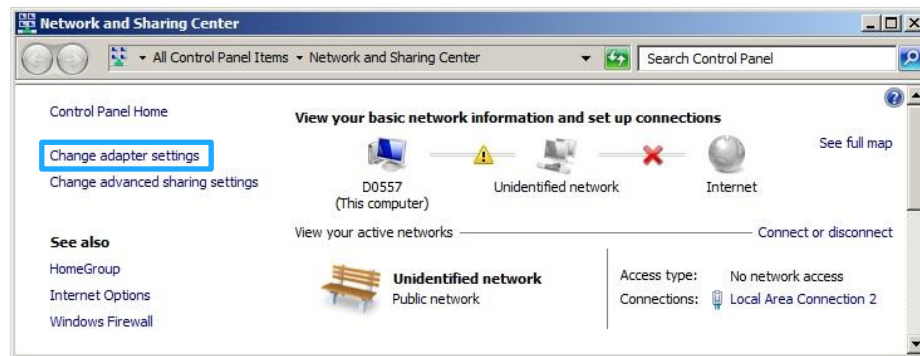 Network and Sharing Center
All Control Panel Items
Network and Sharing Center
Search Control Panel
Control Panel Home
Change adapter settings
Change advanced sharing settings
See also
HomeGroup
Internet Options
Windows Firewall
View your basic network information and set up connections
See full map
D0557
(This computer)
Unidentified network
Internet
View your active networks
Connect or disconnect
Unidentified network
Public network
Access type: No network access
Connections: Local Area Connection 2